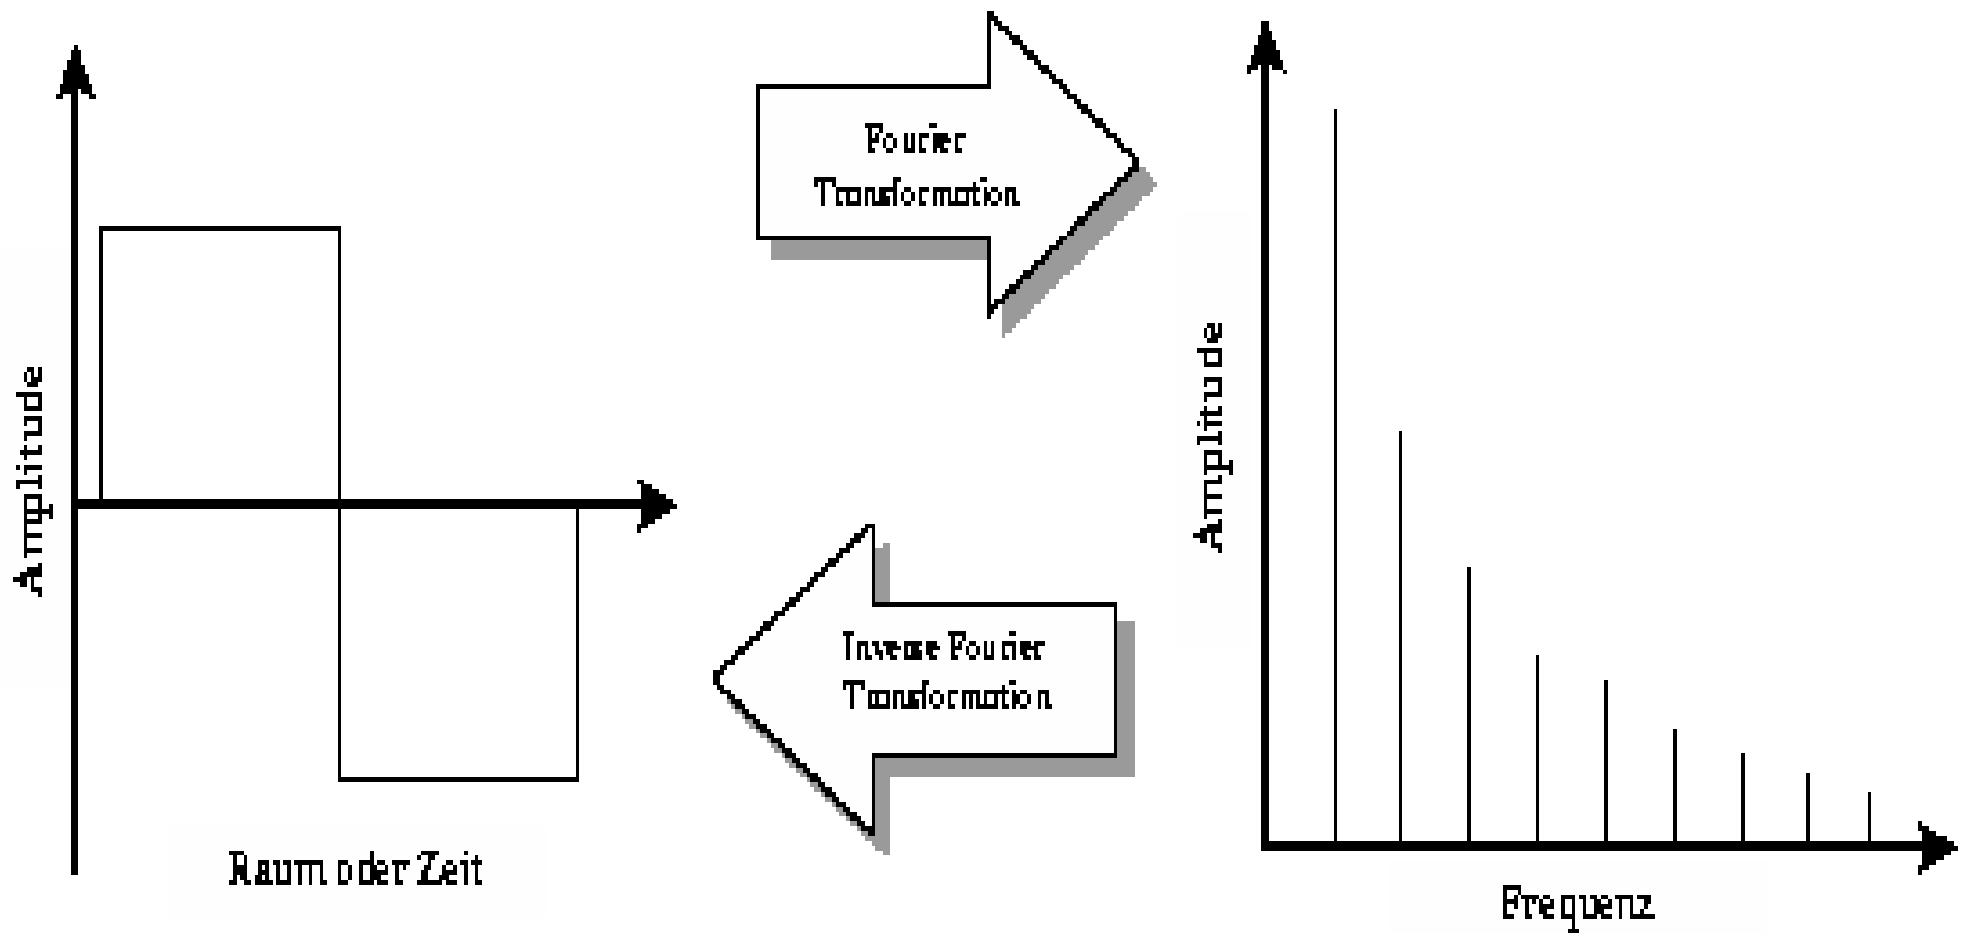 Amplitude
Raum oder Zeit
Fourier
Transformation
Inverse Fourier
Transformation
Amplitude
Frequenz